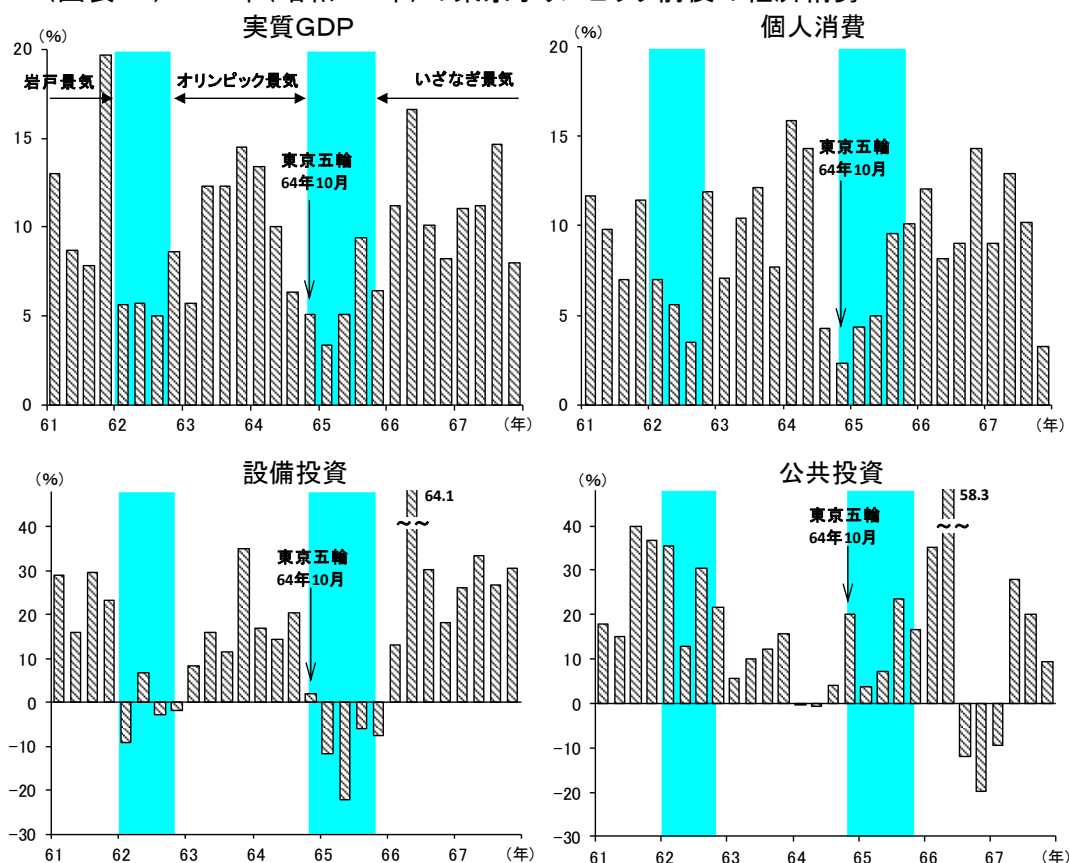 実質GDP
(%)
20
15
10
5
0
岩戸景気
オリンピック景気
いざなぎ景気
東京五輪
64年10月
61 62 63 64 65 66 67 (年)
個人消費
(%)
20
15
10
5
0
東京五輪
64年10月
61 62 63 64 65 66 67 (年)
設備投資
(%)
64.1
40
30
20
10
0
−10
−20
−30
東京五輪
64年10月
61 62 63 64 65 66 67 (年)
公共投資
(%)
58.3
40
30
20
10
0
−10
−20
−30
東京五輪
64年10月
61 62 63 64 65 66 67 (年)